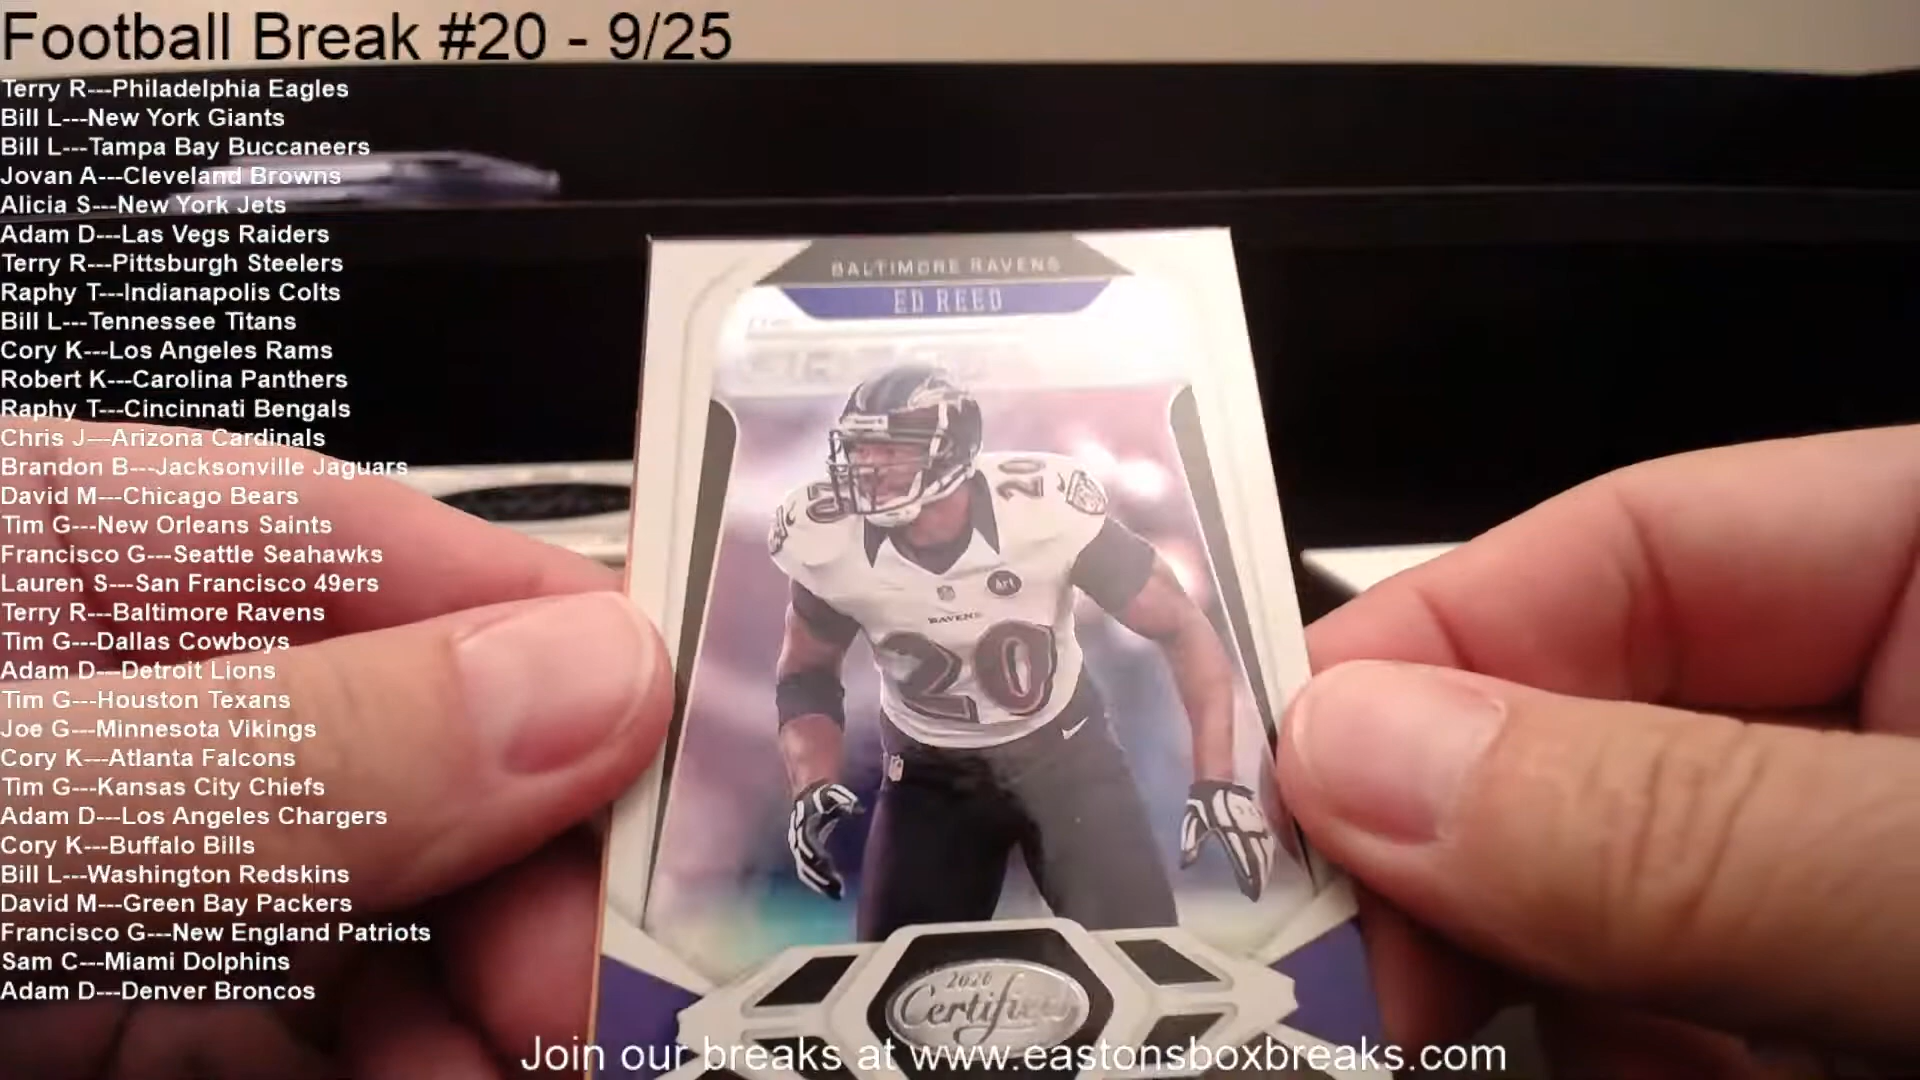 Football Break #20 - 9/25
Terry R---Philadelphia Eagles
Bill L---New York Giants
Bill L---Tampa Bay Buccaneers
Jovan A---Cleveland Browns
Alicia S---New York Jets
Adam D---Las Vegs Raiders
Terry R---Pittsburgh Steelers
Raphy T---Indianapolis Colts
Bill L---Tennessee Titans
Cory K---Los Angeles Rams
Robert K---Carolina Panthers
Raphy T---Cincinnati Bengals
Chris J---Arizona Cardinals
Brandon B---Jacksonville Jaguars
David M---Chicago Bears
Tim G---New Orleans Saints
Francisco G---Seattle Seahawks
Lauren S---San Francisco 49ers
Terry R---Baltimore Ravens
Tim G---Dallas Cowboys
Adam D---Detroit Lions
Tim G---Houston Texans
Joe G---Minnesota Vikings
Cory K---Atlanta Falcons
Tim G---Kansas City Chiefs
Adam D---Los Angeles Chargers
Cory K---Buffalo Bills
Bill L---Washington Redskins
David M---Green Bay Packers
Francisco G---New England Patriots
Sam C---Miami Dolphins
Adam D---Denver Broncos
BALTIMORE RAVENS
ED REED
20
Art
RAVENS
20
2020
Certified
Join our breaks at www.eastonsboxbreaks.com